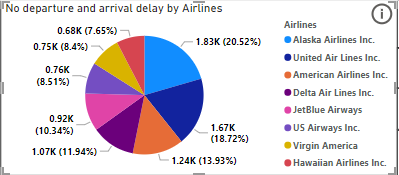 No departure and arrival delay by Airlines
0.68K (7.65%)
0.75K (8.4%)
0.76K
(8.51%)
0.92K
(10.34%)
1.07K (11.94%)
1.24K (13.93%)
1.67K
(18.72%)
1.83K (20.52%)
Airlines
Alaska Airlines Inc.
United Air Lines Inc.
American Airlines Inc.
Delta Air Lines Inc.
JetBlue Airways
US Airways Inc.
Virgin America
Hawaiian Airlines Inc.